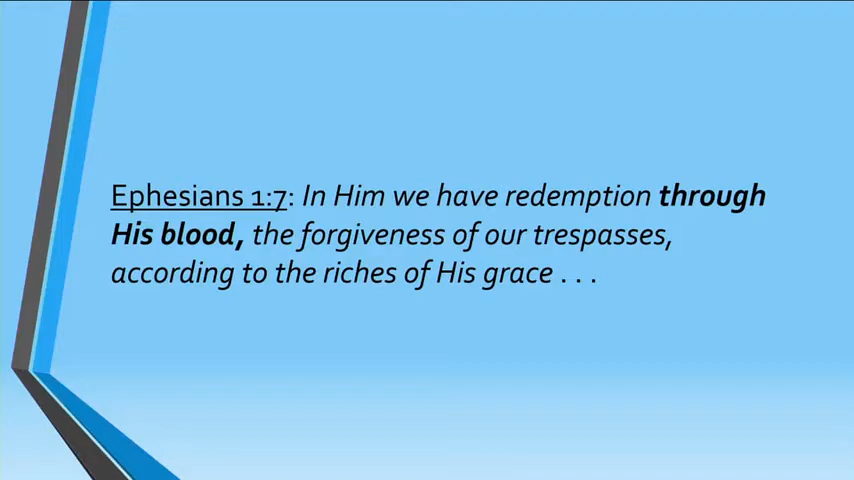 Ephesians 1:7: In Him we have redemption through
His blood, the forgiveness of our trespasses,
according to the riches of His grace . . .